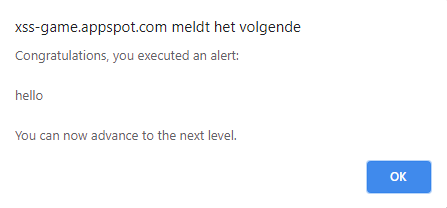 xss-game.appspot.com meldt het volgende
Congratulations, you executed an alert:
hello
You can now advance to the next level.
OK